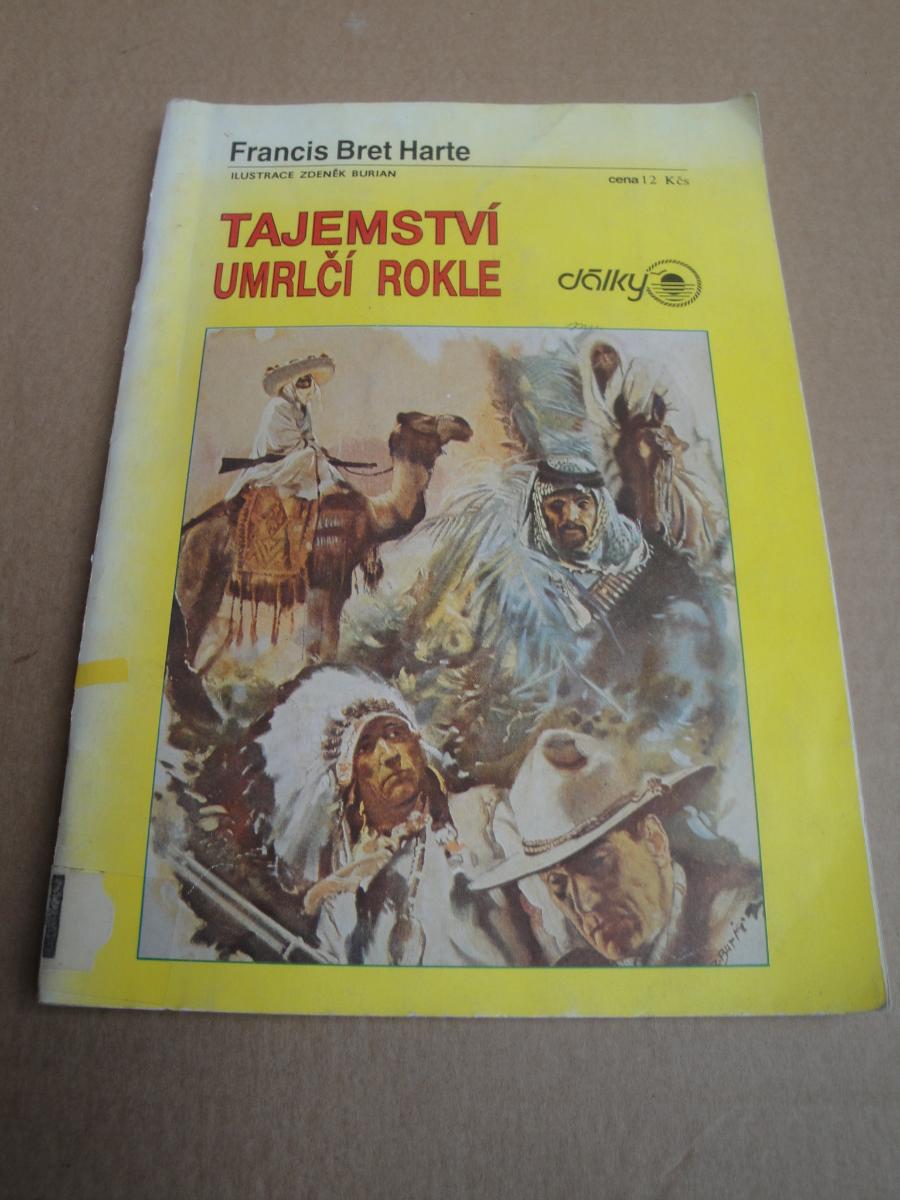 Francis Bret Harte
ILUSTRACE ZDENĚK BURIAN
cena 12 Kčs
TAJEMSTVÍ
UMRLČÍ ROKLE
dálky